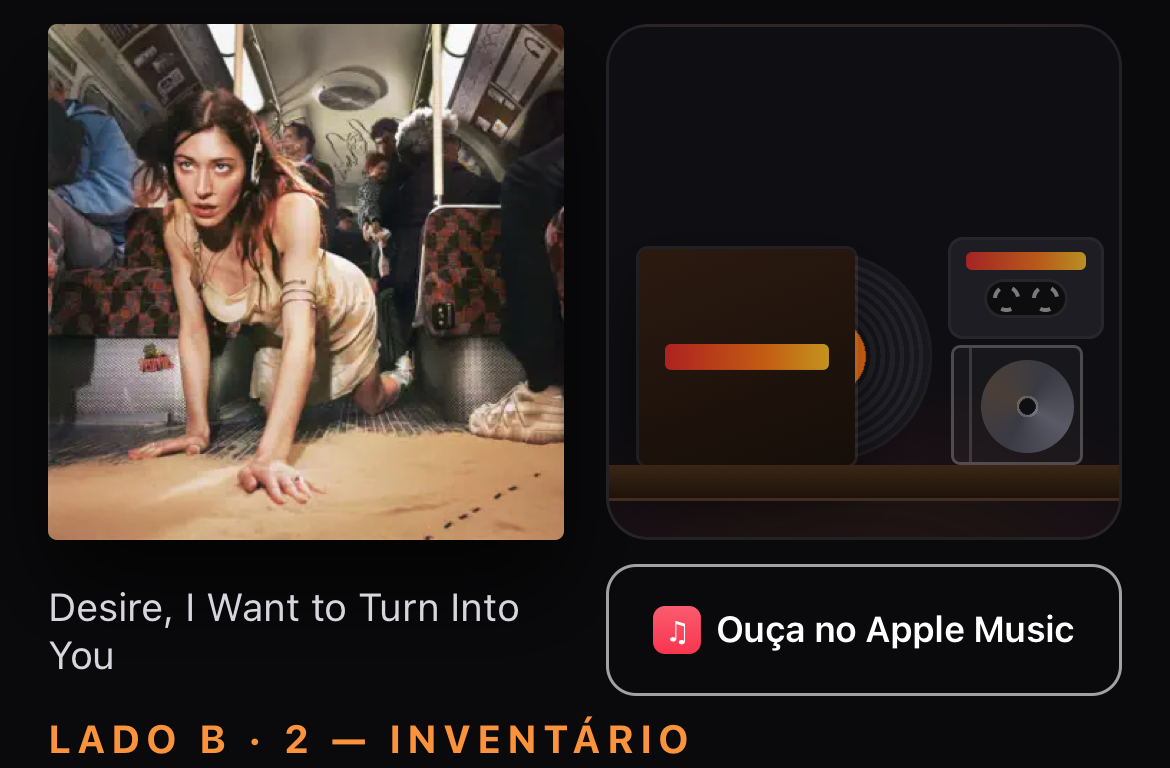 Desire, I Want to Turn Into
You
Ouça no Apple Music
LADO B · 2 — INVENTÁRIO